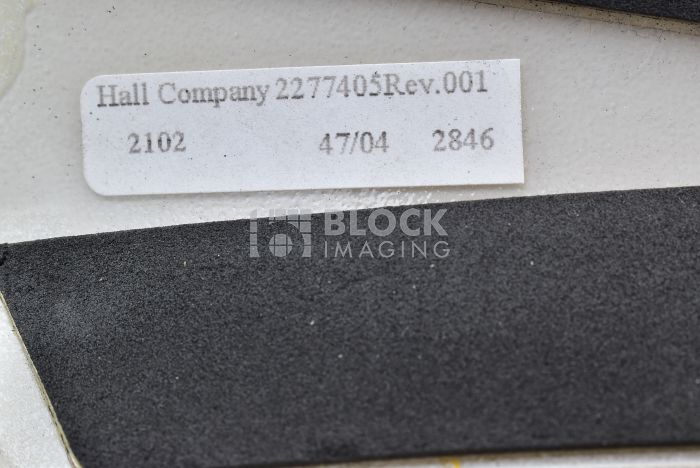 Hall Company 2277405Rev.001
2102 47/04 2846
BLOCK
IMAGING